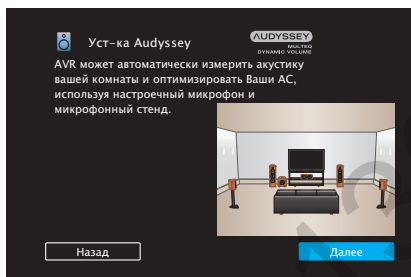 Уст-ка Audyssey
AUDYSSEY
MULTEQ
DYNAMIC VOLUME
AVR может автоматически измерить акустику
вашей комнаты и оптимизировать Ваши АС,
используя настроечный микрофон и
микрофонный стенд.
Назад
Далее